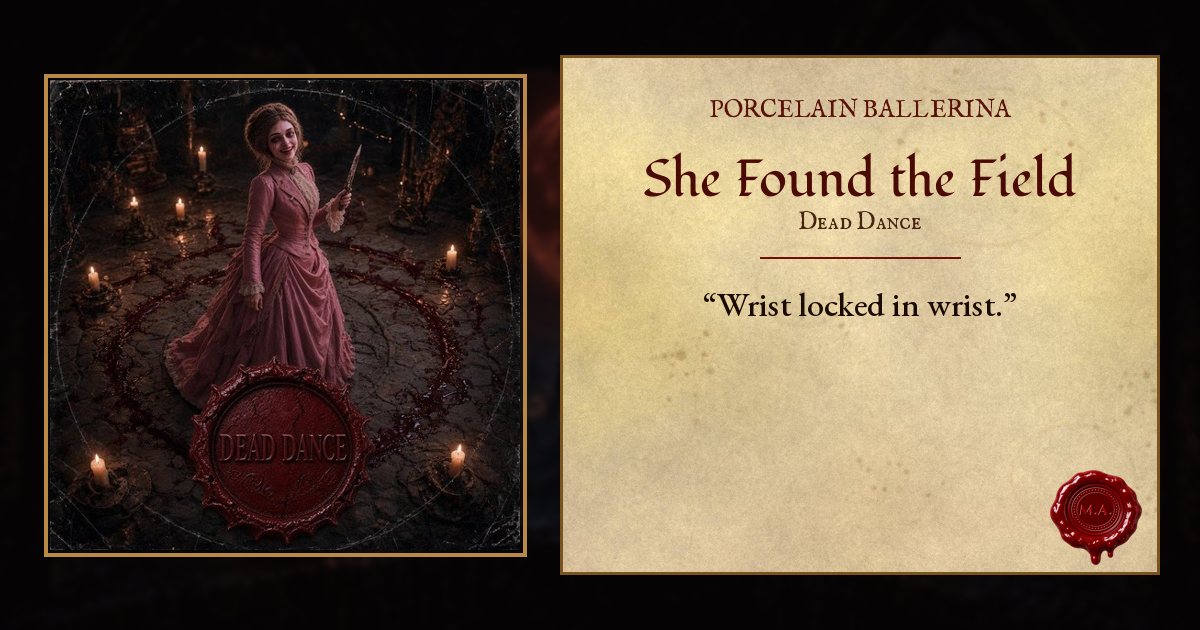 DEAD DANCE
PORCELAIN BALLERINA
She Found the Field
Dead Dance
“Wrist locked in wrist.”
M.A.